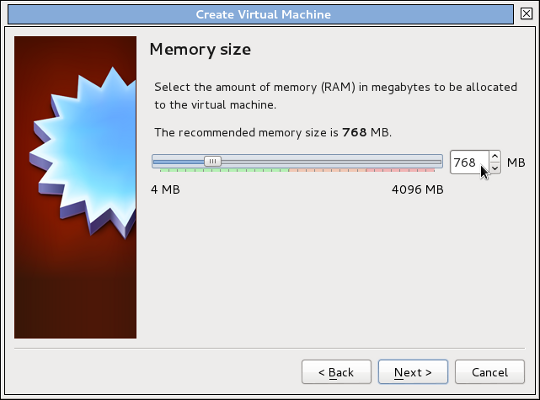 Create Virtual Machine
Memory size
Select the amount of memory (RAM) in megabytes to be allocated
to the virtual machine.
The recommended memory size is 768 MB.
768 MB
4 MB 4096 MB
< Back Next > Cancel